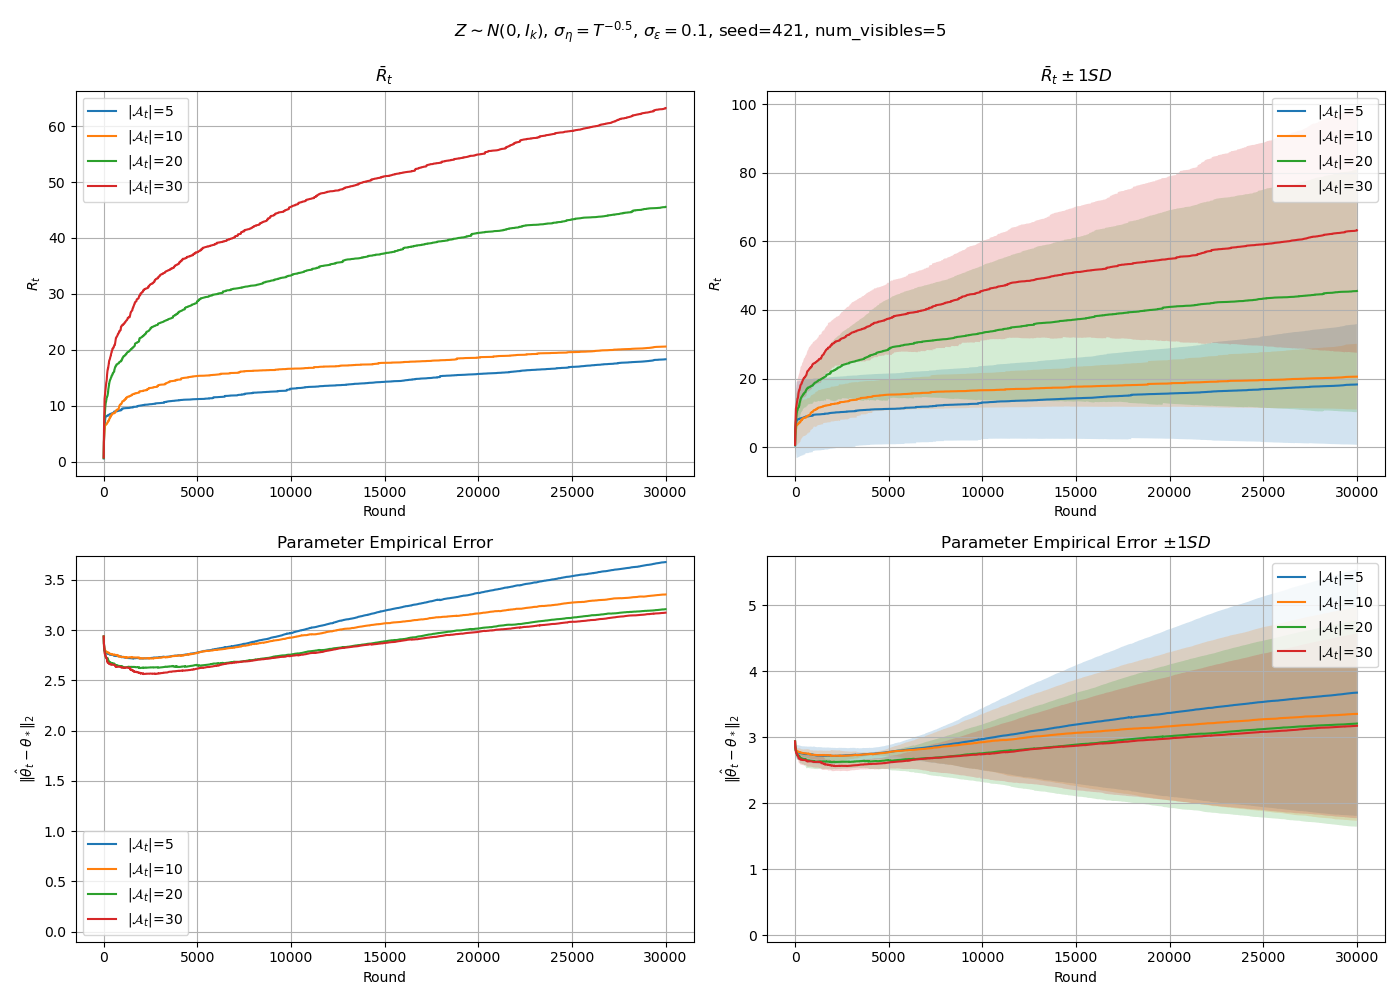 Z ∼ N(0, I_k), σ_η = T^{−0.5}, σ_ε = 0.1, seed=421, num_visibles=5
R̄_t
R_t
60
50
40
30
20
10
0
|𝒜_t|=5
|𝒜_t|=10
|𝒜_t|=20
|𝒜_t|=30
0 5000 10000 15000 20000 25000 30000
Round
R̄_t ± 1SD
R_t
100
80
60
40
20
0
|𝒜_t|=5
|𝒜_t|=10
|𝒜_t|=20
|𝒜_t|=30
0 5000 10000 15000 20000 25000 30000
Round
Parameter Empirical Error
‖θ̂_t − θ_*‖_2
3.5
3.0
2.5
2.0
1.5
1.0
0.5
0.0
|𝒜_t|=5
|𝒜_t|=10
|𝒜_t|=20
|𝒜_t|=30
0 5000 10000 15000 20000 25000 30000
Round
Parameter Empirical Error ±1SD
‖θ̂_t − θ_*‖_2
5
4
3
2
1
0
|𝒜_t|=5
|𝒜_t|=10
|𝒜_t|=20
|𝒜_t|=30
0 5000 10000 15000 20000 25000 30000
Round